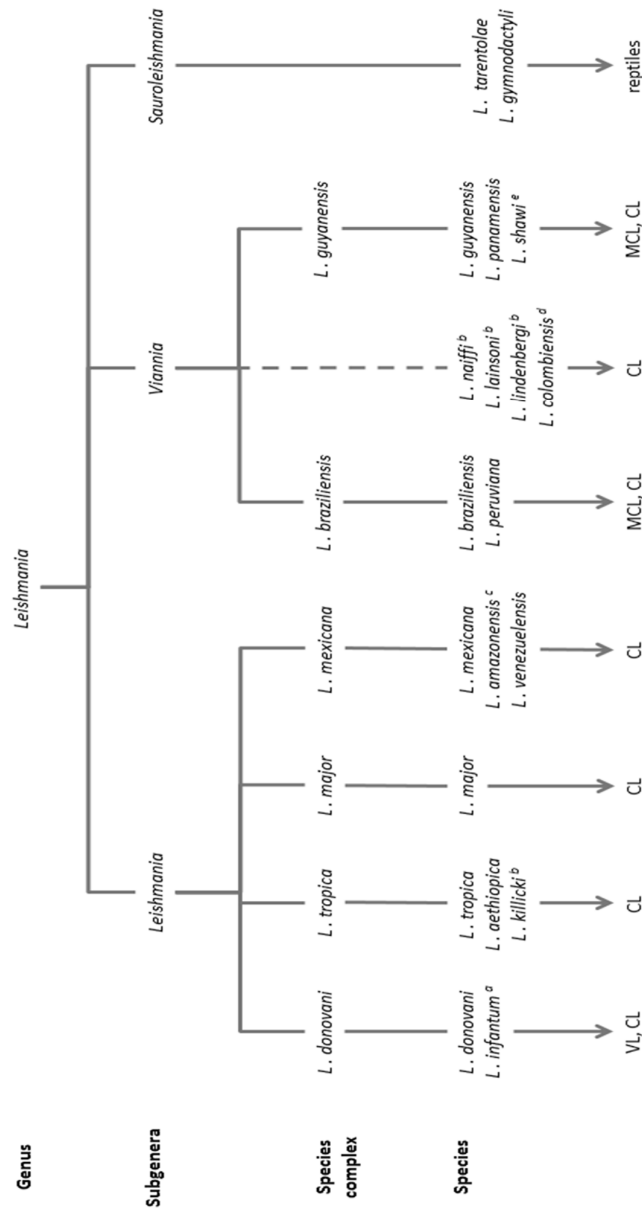 Genus
Leishmania
Subgenera
Leishmania
Viannia
Sauroleishmania
Species
complex
L. donovani
L. tropica
L. major
L. mexicana
L. braziliensis
L. guyanensis
Species
L. donovani
L. infantum a
L. tropica
L. aethiopica
L. killicki b
L. major
L. mexicana
L. amazonensis c
L. venezuelensis
L. braziliensis
L. peruviana
L. naiffi b
L. lainsoni b
L. lindenbergi b
L. colombiensis d
L. guyanensis
L. panamensis
L. shawi e
L. tarentolae
L. gymnodactyli
VL, CL
CL
CL
CL
MCL, CL
CL
MCL, CL
reptiles